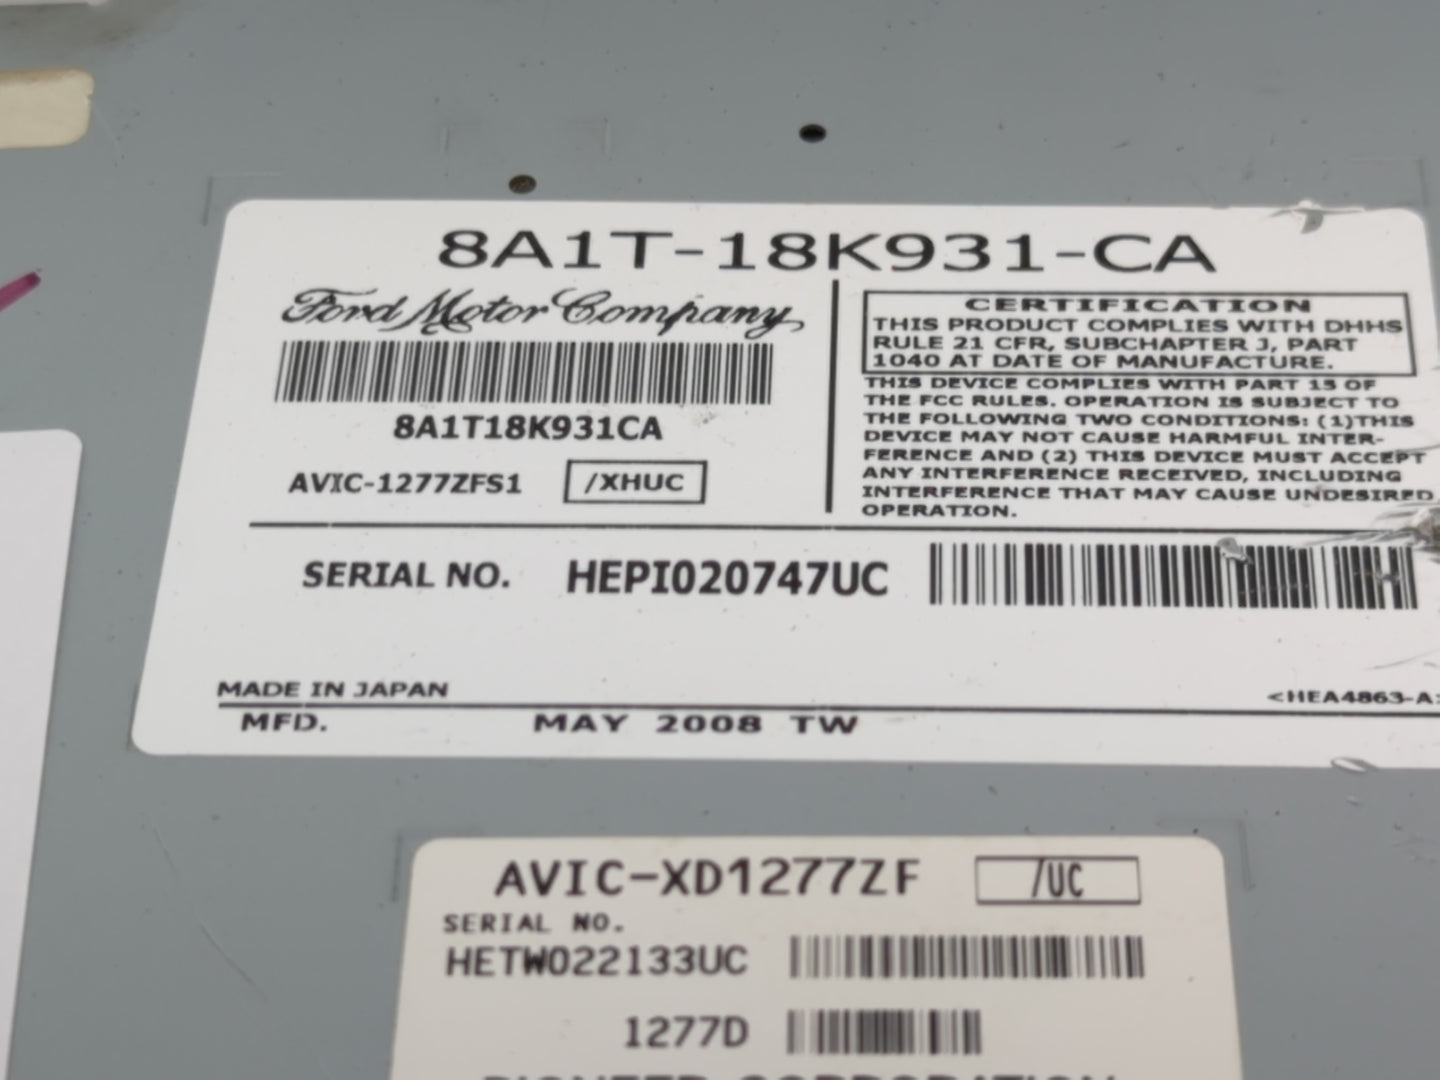 8A1T-18K931-CA
Ford Motor Company
8A1T18K931CA
AVIC-1277ZFS1 /XHUC
CERTIFICATION
THIS PRODUCT COMPLIES WITH DHHS
RULE 21 CFR, SUBCHAPTER J, PART
1040 AT DATE OF MANUFACTURE.
THIS DEVICE COMPLIES WITH PART 15 OF
THE FCC RULES. OPERATION IS SUBJECT TO
THE FOLLOWING TWO CONDITIONS: (1)THIS
DEVICE MAY NOT CAUSE HARMFUL INTER-
FERENCE AND (2) THIS DEVICE MUST ACCEPT
ANY INTERFERENCE RECEIVED, INCLUDING
INTERFERENCE THAT MAY CAUSE UNDESIRED
OPERATION.
SERIAL NO. HEPI020747UC
MADE IN JAPAN
<HEA4863-A>
MFD. MAY 2008 TW
AVIC-XD1277ZF /UC
SERIAL NO.
HETW022133UC
1277D
PIONEER CORPORATION